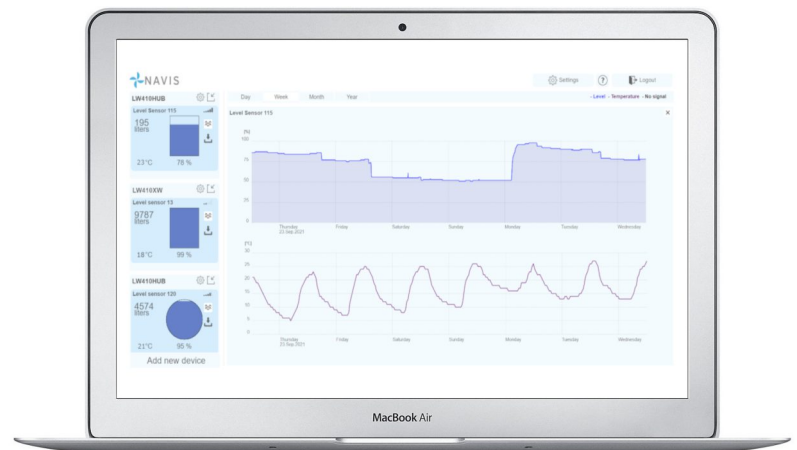 NAVIS
Settings
?
Logout
LW410HUB
Level Sensor 115
195
liters
23°C
78 %
LW410XW
Level sensor 13
9787
liters
18°C
99 %
LW410HUB
Level sensor 120
4574
liters
21°C
95 %
Add new device
Day Week Month Year
- Level - Temperature - No signal
Level Sensor 115
[%]
100
75
50
25
0
Thursday Friday Saturday Sunday Monday Tuesday Wednesday
23 Sep 2021
30
25
20
15
10
5
0
Thursday Friday Saturday Sunday Monday Tuesday Wednesday
23 Sep 2021
MacBook Air